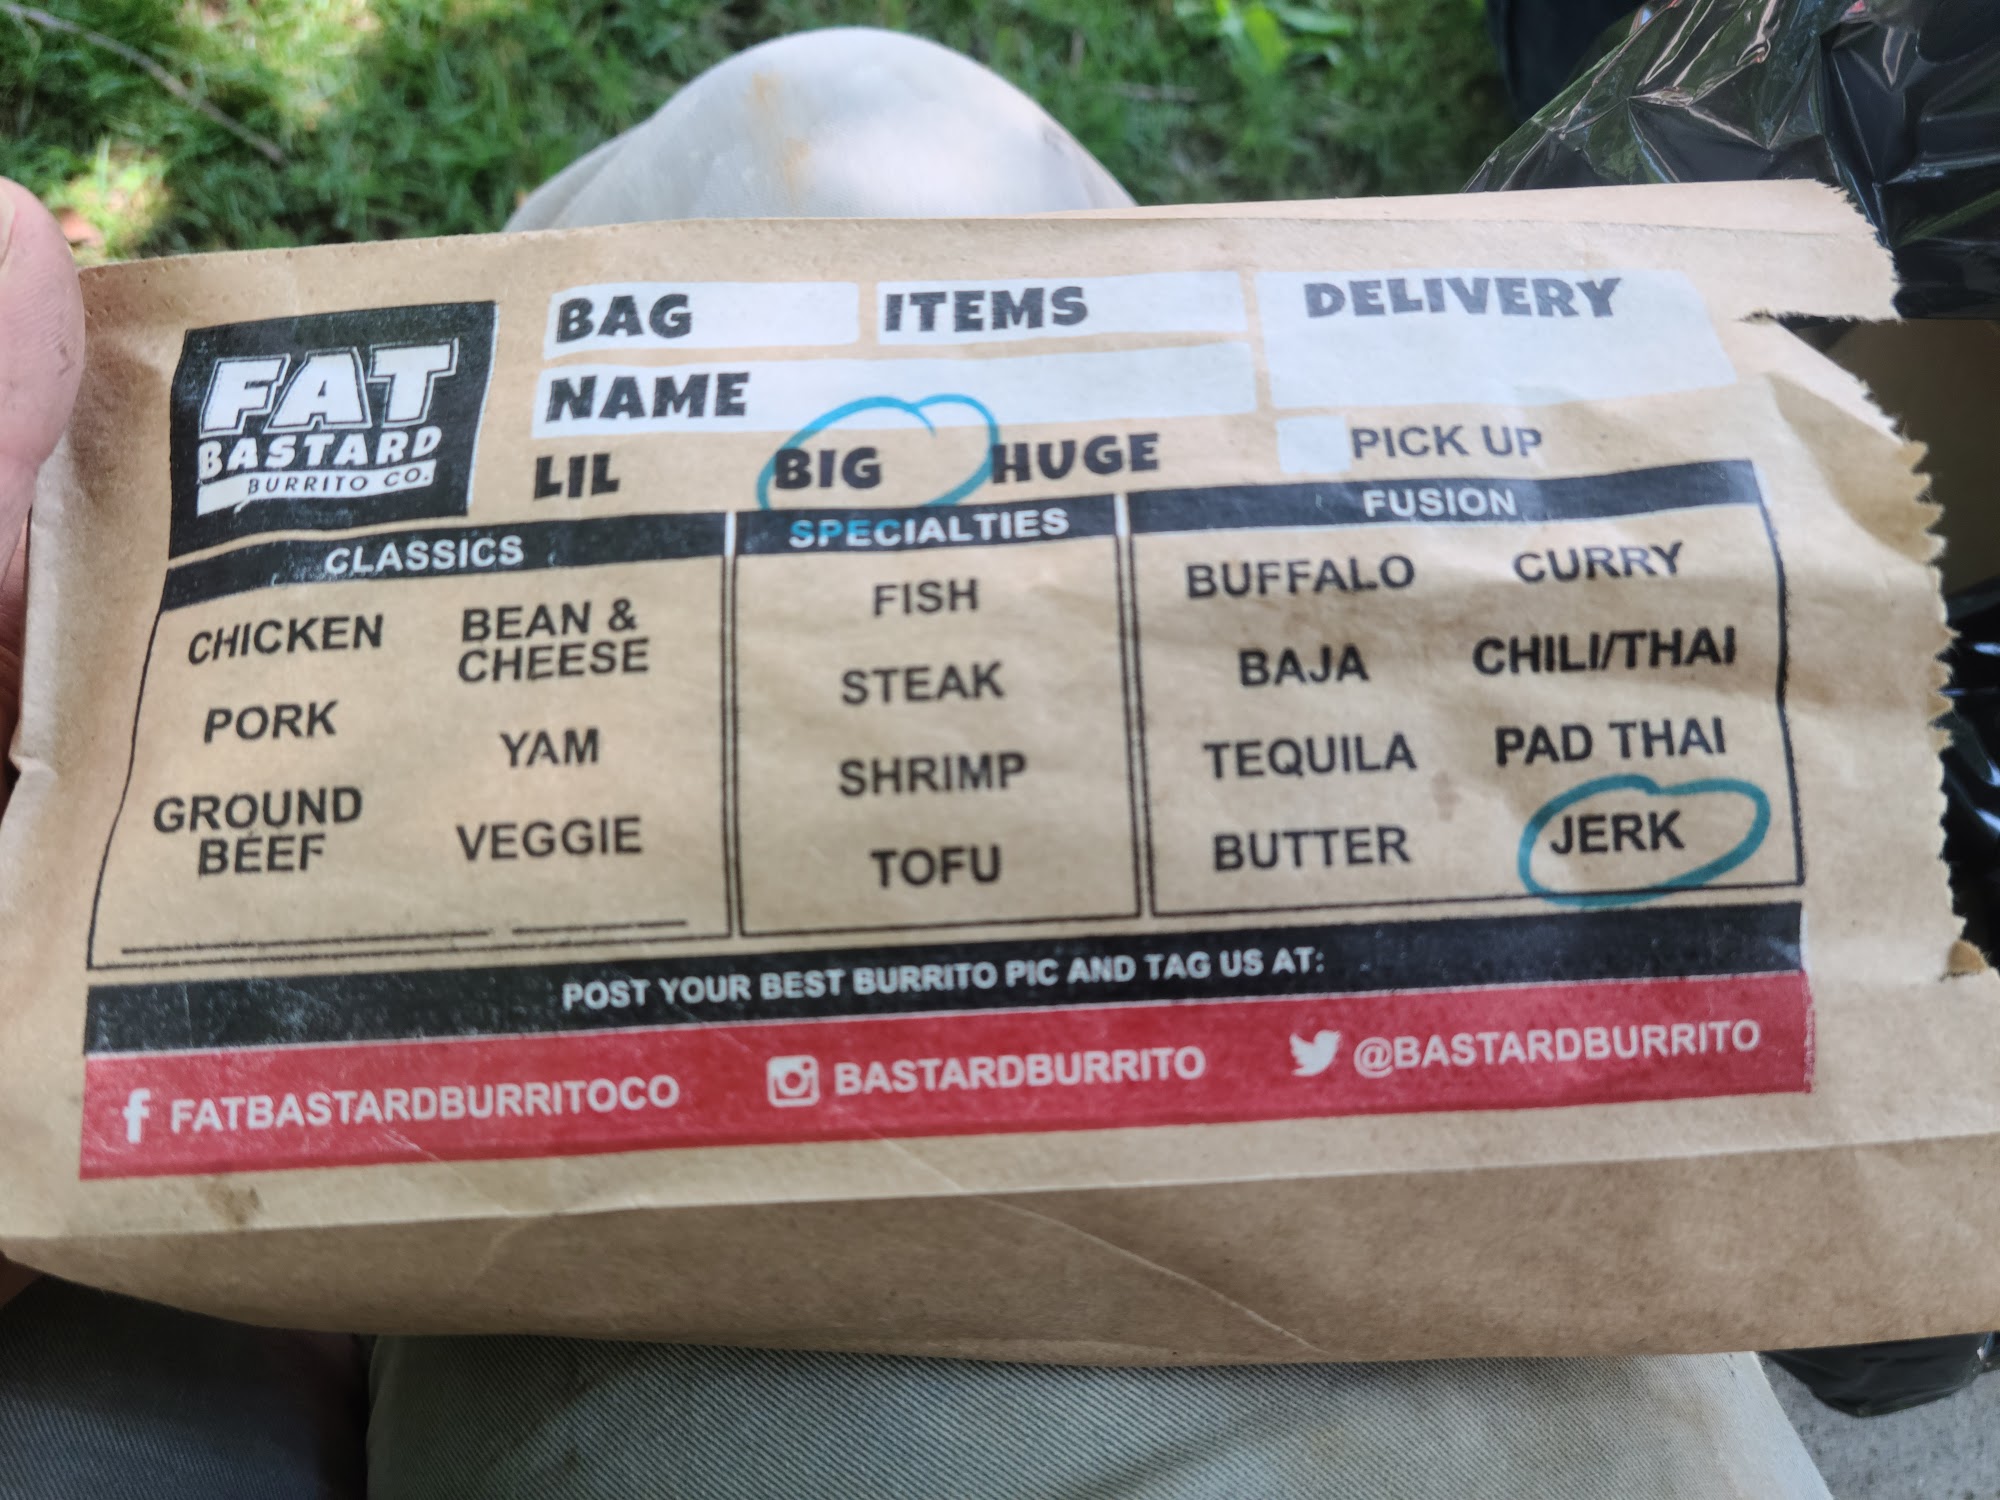 FAT
BASTARD
BURRITO CO.
BAG
ITEMS
DELIVERY
NAME
LIL
BIG
HUGE
PICK UP
CLASSICS
CHICKEN
BEAN &
CHEESE
PORK
YAM
GROUND
BEEF
VEGGIE
SPECIALTIES
FISH
STEAK
SHRIMP
TOFU
FUSION
BUFFALO
CURRY
BAJA
CHILI/THAI
TEQUILA
PAD THAI
BUTTER
JERK
POST YOUR BEST BURRITO PIC AND TAG US AT:
f FATBASTARDBURRITOCO
BASTARDBURRITO
@BASTARDBURRITO